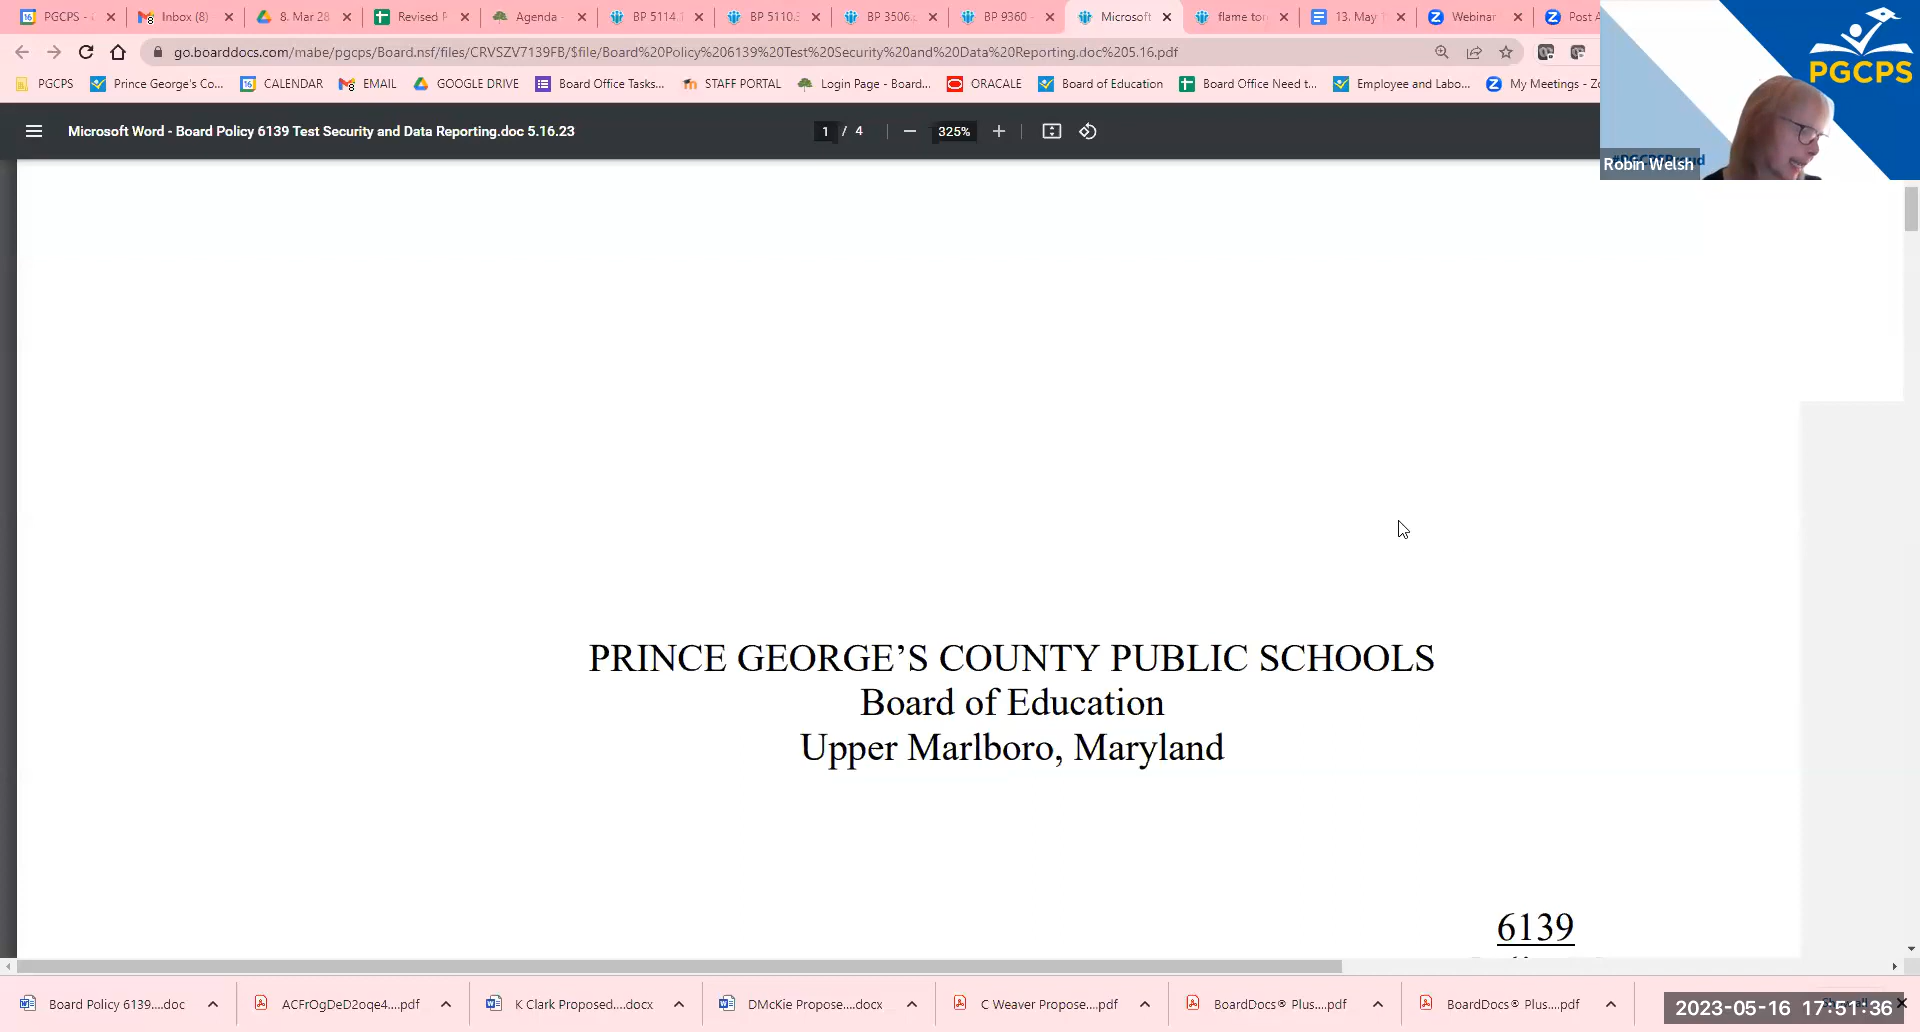 PGCPS -
Inbox (8)
8. Mar 28
Revised F
Agenda -
BP 5114.
BP 5110.
BP 3506.
BP 9360 -
Microsoft
flame tor
13. May
Webinar
Post A
go.boarddocs.com/mabe/pgcps/Board.nsf/files/CRVSZV7139FB/$file/Board%20Policy%206139%20Test%20Security%20and%20Data%20Reporting.doc%205.16.pdf
PGCPS
Prince George's Co...
CALENDAR
EMAIL
GOOGLE DRIVE
Board Office Tasks...
STAFF PORTAL
Login Page - Board...
ORACALE
Board of Education
Board Office Need t...
Employee and Labo...
My Meetings - Zo
PGCPS
Robin Welsh
Microsoft Word - Board Policy 6139 Test Security and Data Reporting.doc 5.16.23
1 / 4
325%
PRINCE GEORGE’S COUNTY PUBLIC SCHOOLS
Board of Education
Upper Marlboro, Maryland
6139
Board Policy 6139....doc
ACFrOgDeD2oqe4....pdf
K Clark Proposed....docx
DMcKie Propose....docx
C Weaver Propose....pdf
BoardDocs® Plus....pdf
BoardDocs® Plus....pdf
2023-05-16 17:51:36